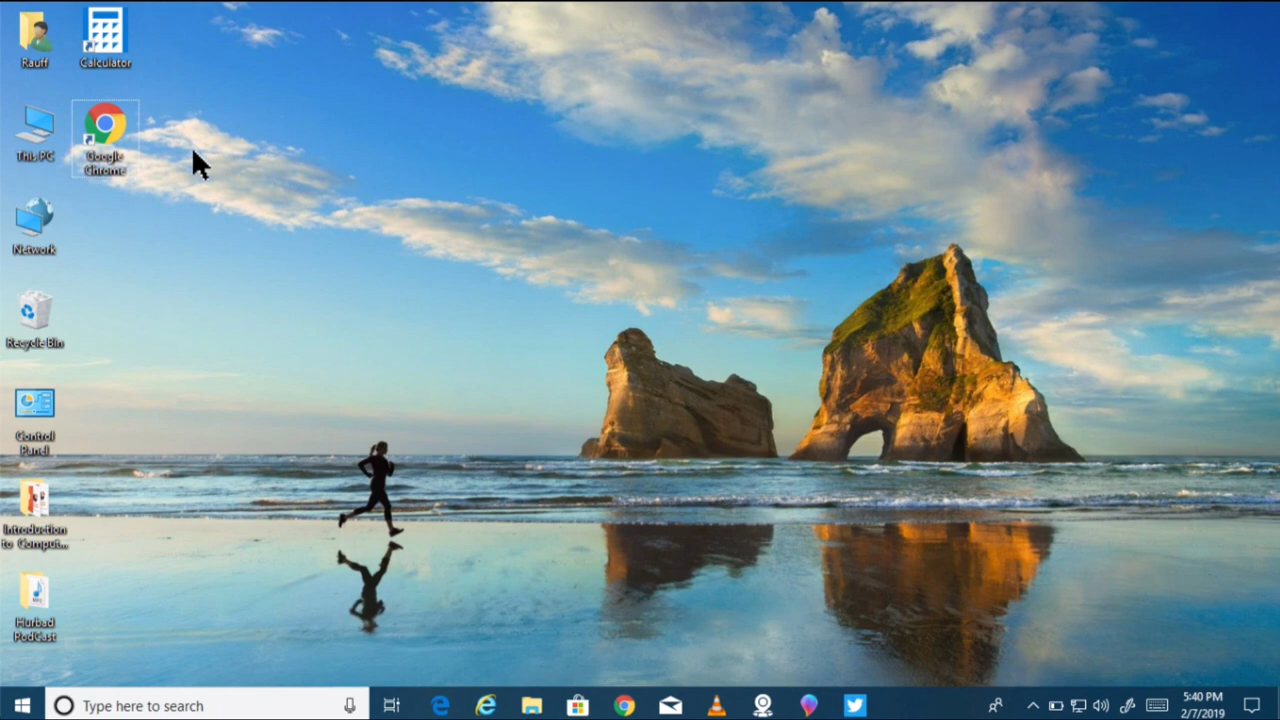 Rauff
Calculator
This PC
Google
Chrome
Network
Recycle Bin
Control
Panel
Introduction
to Comput...
Hurbad
PodCast
Type here to search
5:40 PM
2/7/2019